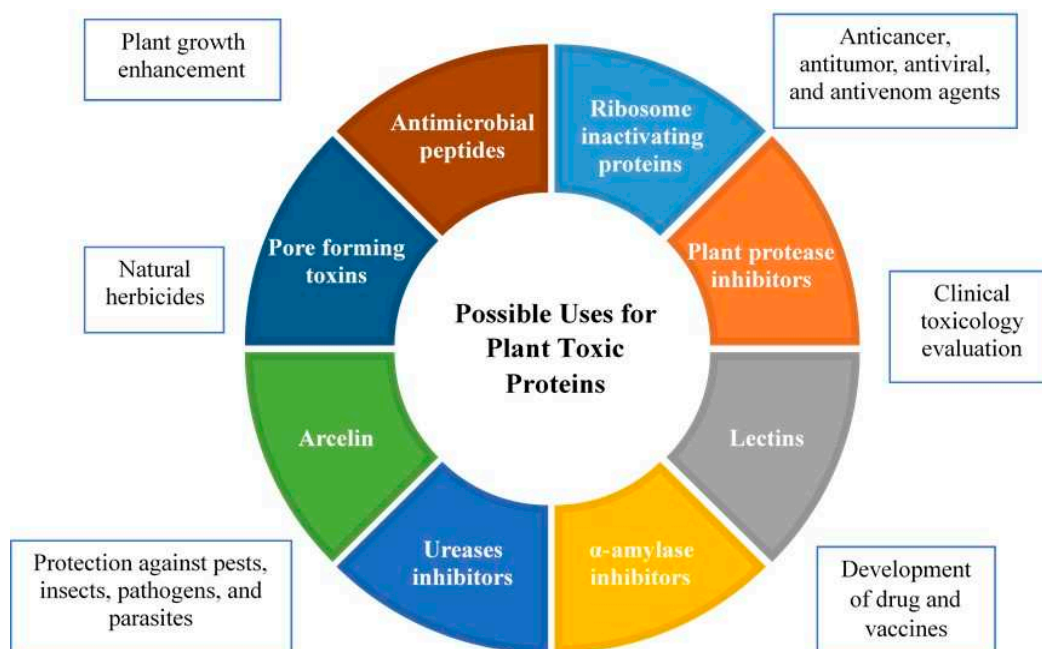 Plant growth
enhancement
Anticancer,
antitumor, antiviral,
and antivenom agents
Antimicrobial
peptides
Ribosome
inactivating
proteins
Pore forming
toxins
Plant protease
inhibitors
Natural
herbicides
Clinical
toxicology
evaluation
Possible Uses for
Plant Toxic
Proteins
Arcelin
Lectins
Ureases
inhibitors
α-amylase
inhibitors
Protection against pests,
insects, pathogens, and
parasites
Development
of drug and
vaccines